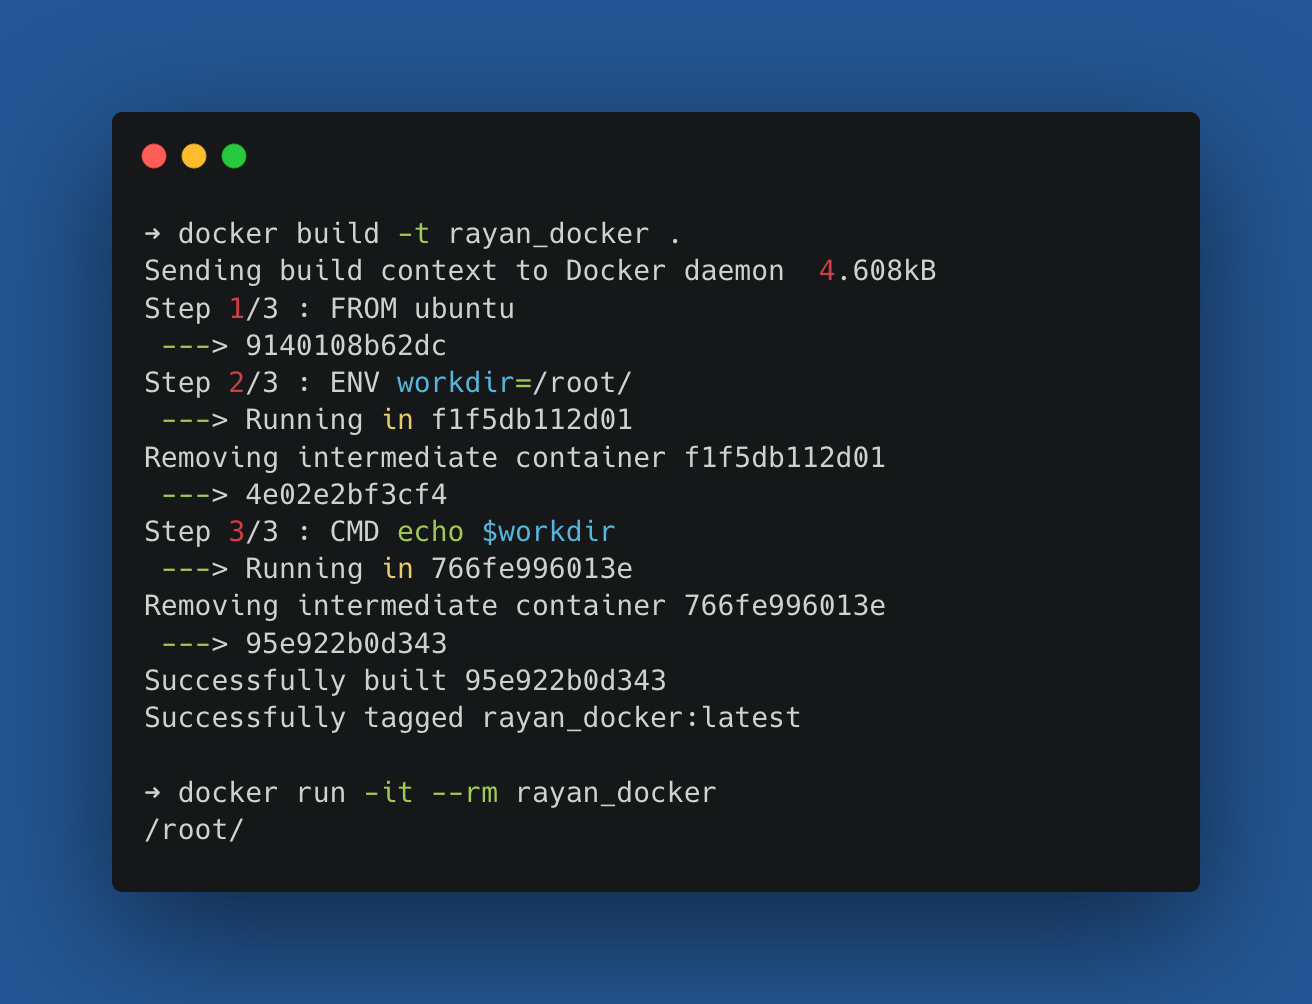 ➜ docker build -t rayan_docker .
Sending build context to Docker daemon  4.608kB
Step 1/3 : FROM ubuntu
 ---> 9140108b62dc
Step 2/3 : ENV workdir=/root/
 ---> Running in f1f5db112d01
Removing intermediate container f1f5db112d01
 ---> 4e02e2bf3cf4
Step 3/3 : CMD echo $workdir
 ---> Running in 766fe996013e
Removing intermediate container 766fe996013e
 ---> 95e922b0d343
Successfully built 95e922b0d343
Successfully tagged rayan_docker:latest

➜ docker run -it --rm rayan_docker
/root/